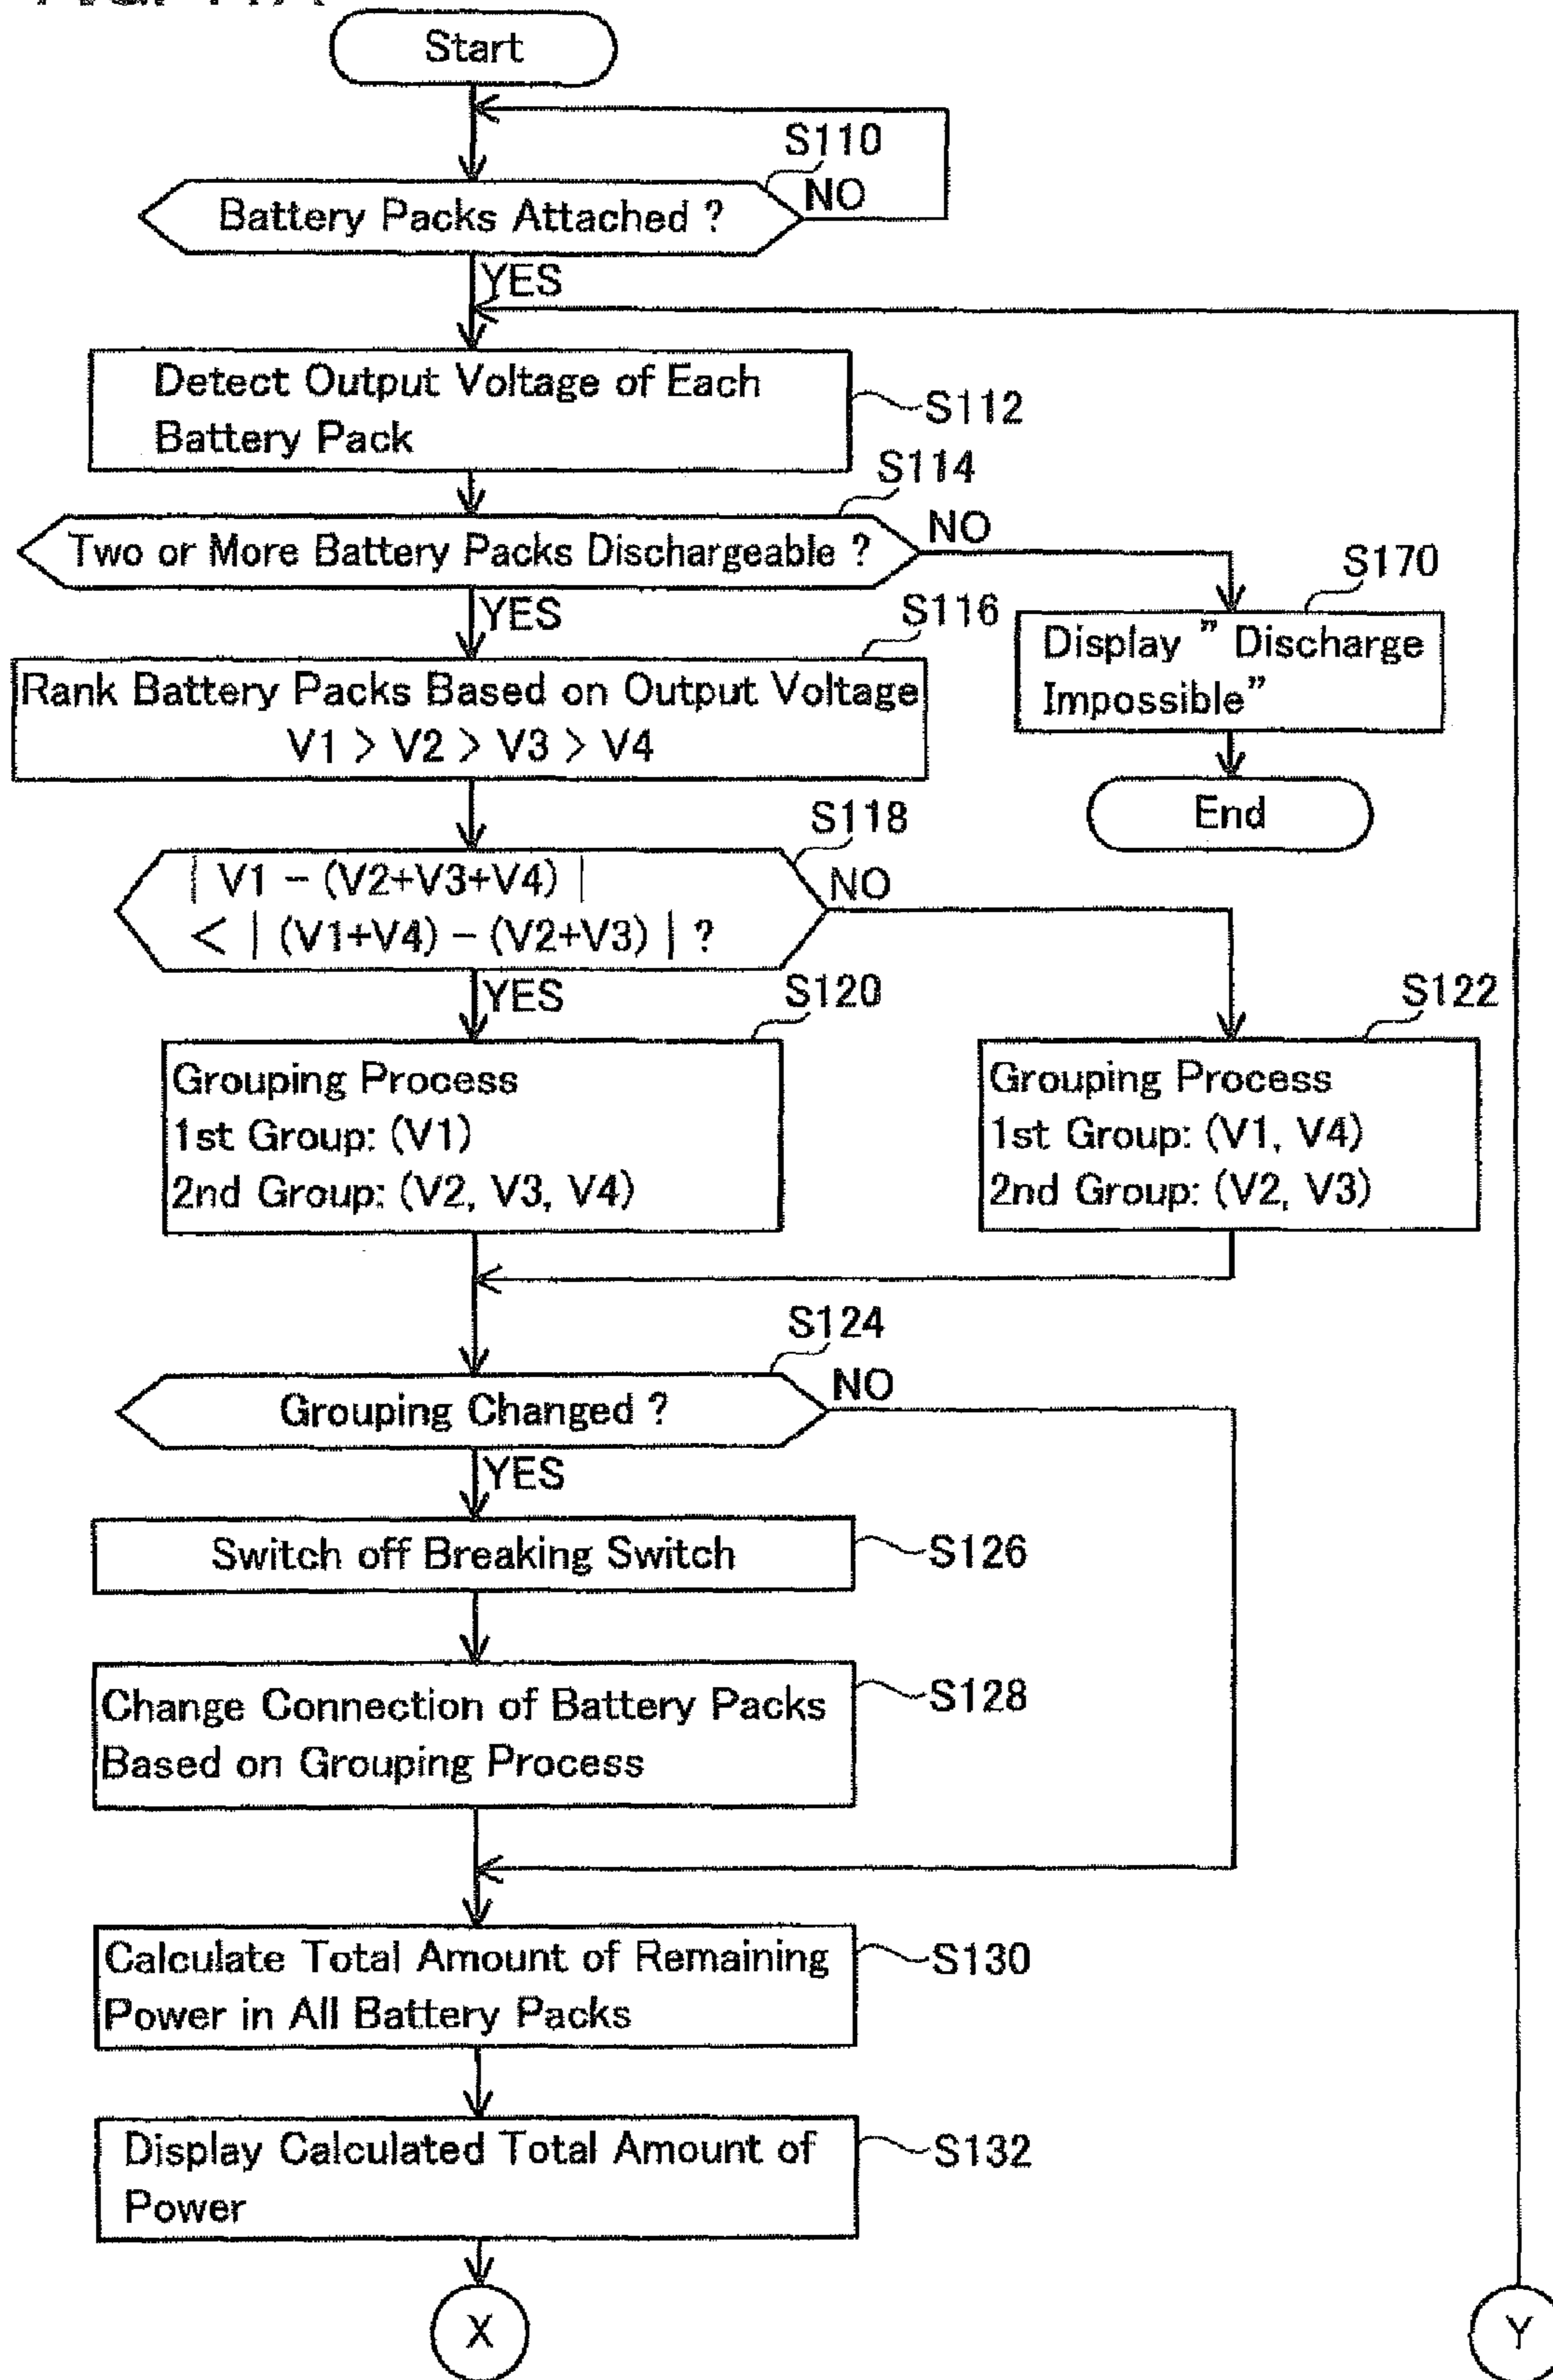 Start
S110
Battery Packs Attached ?
NO
YES
Detect Output Voltage of Each
Battery Pack
S112
S114
Two or More Battery Packs Dischargeable ?
NO
YES
S170
Display ” Discharge
Impossible”
End
S116
Rank Battery Packs Based on Output Voltage
V1 > V2 > V3 > V4
S118
| V1 - (V2+V3+V4) |
< | (V1+V4) - (V2+V3) | ?
NO
YES
S120
Grouping Process
1st Group: (V1)
2nd Group: (V2, V3, V4)
S122
Grouping Process
1st Group: (V1, V4)
2nd Group: (V2, V3)
S124
Grouping Changed ?
NO
YES
Switch off Breaking Switch
S126
Change Connection of Battery Packs
Based on Grouping Process
S128
Calculate Total Amount of Remaining
Power in All Battery Packs
S130
Display Calculated Total Amount of
Power
S132
X
Y